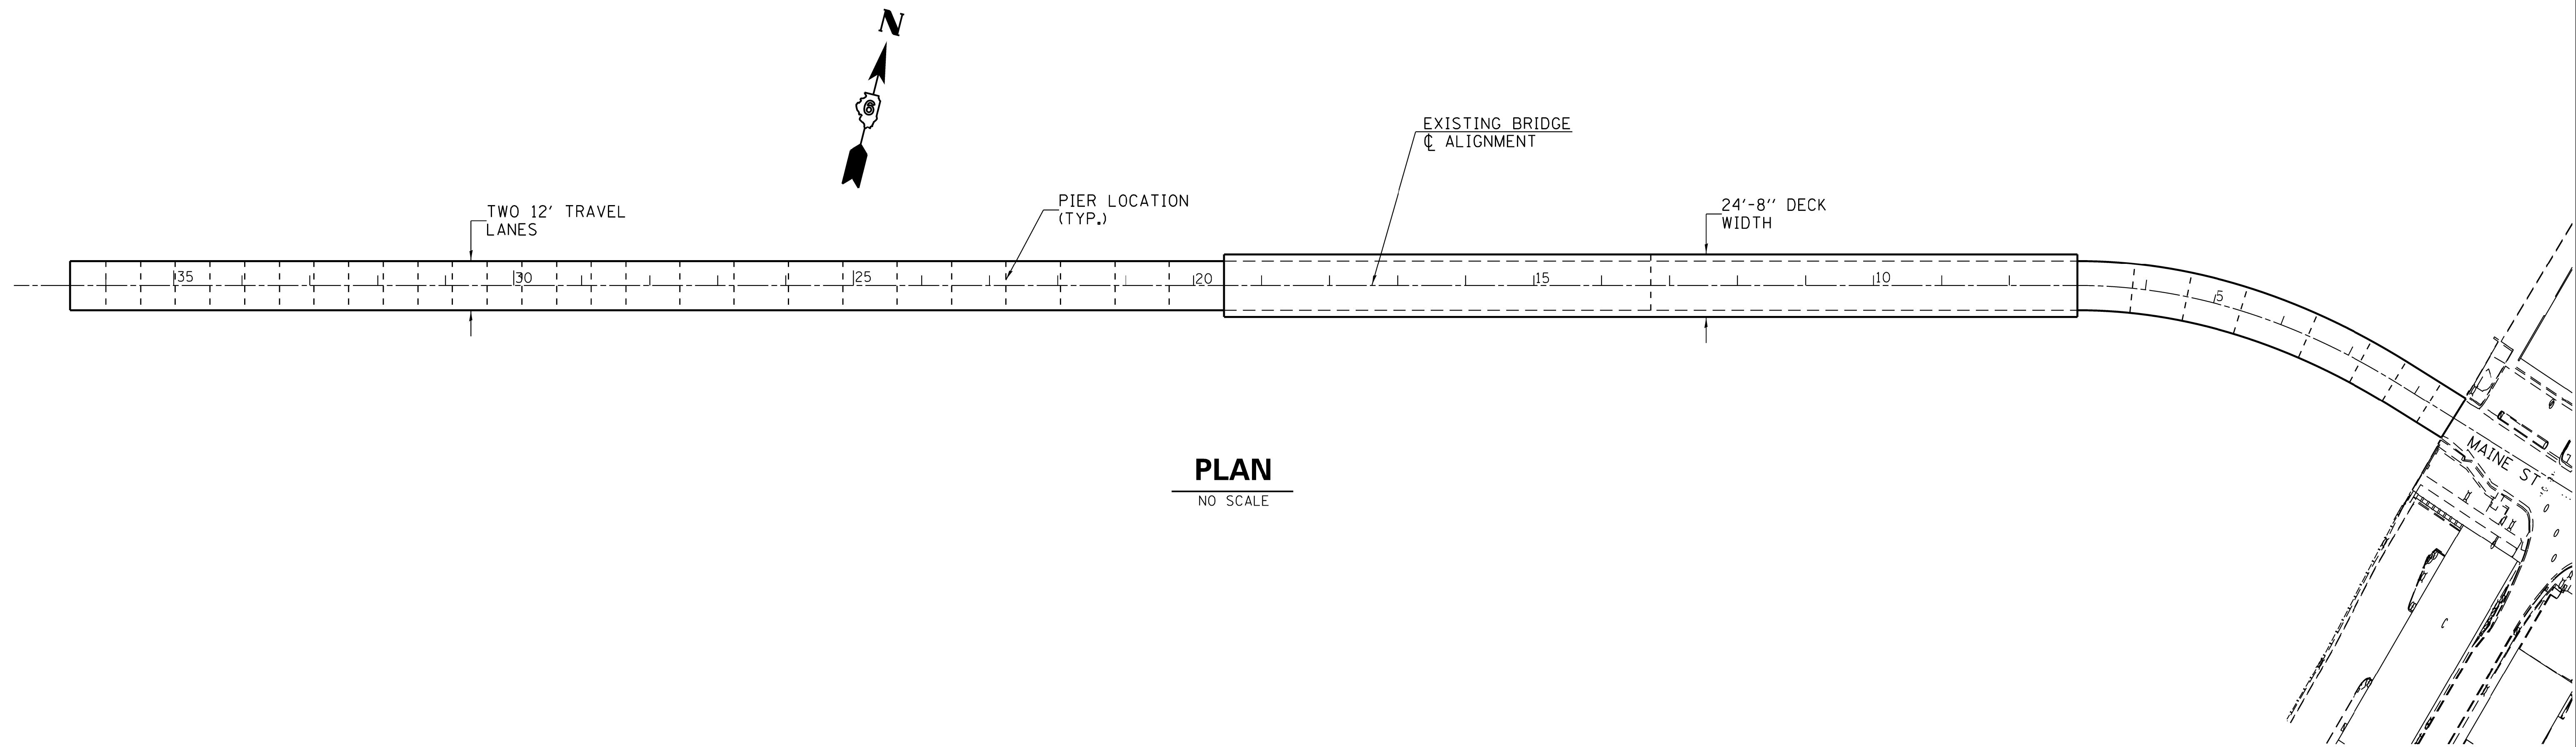 N
6
EXISTING BRIDGE
℄ ALIGNMENT
PIER LOCATION
(TYP.)
24'-8'' DECK
WIDTH
TWO 12' TRAVEL
LANES
35
30
25
20
15
10
5
MAINE ST.
PLAN
NO SCALE